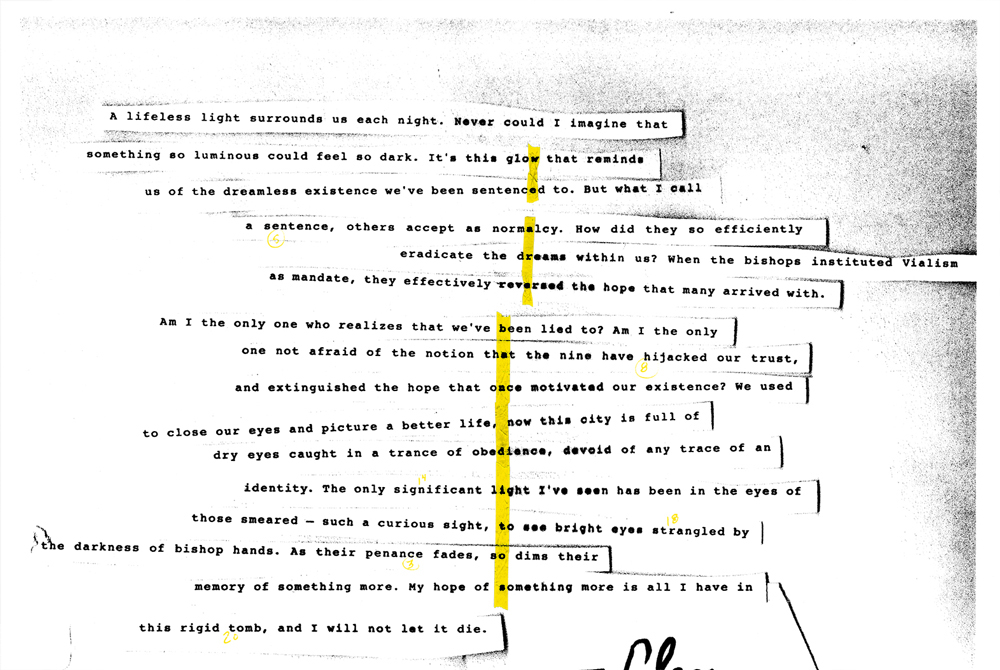 A lifeless light surrounds us each night. Never could I imagine that
something so luminous could feel so dark. It's this glow that reminds
us of the dreamless existence we've been sentenced to. But what I call
a sentence, others accept as normalcy. How did they so efficiently
eradicate the dreams within us? When the bishops instituted Vialism
as mandate, they effectively reversed the hope that many arrived with.
Am I the only one who realizes that we've been lied to? Am I the only
one not afraid of the notion that the nine have hijacked our trust,
8
and extinguished the hope that once motivated our existence? We used
to close our eyes and picture a better life, now this city is full of
dry eyes caught in a trance of obedience, devoid of any trace of an
identity. The only significant light I've seen has been in the eyes of
18
those smeared – such a curious sight, to see bright eyes strangled by
the darkness of bishop hands. As their penance fades, so dims their
memory of something more. My hope of something more is all I have in
this rigid tomb, and I will not let it die.
20